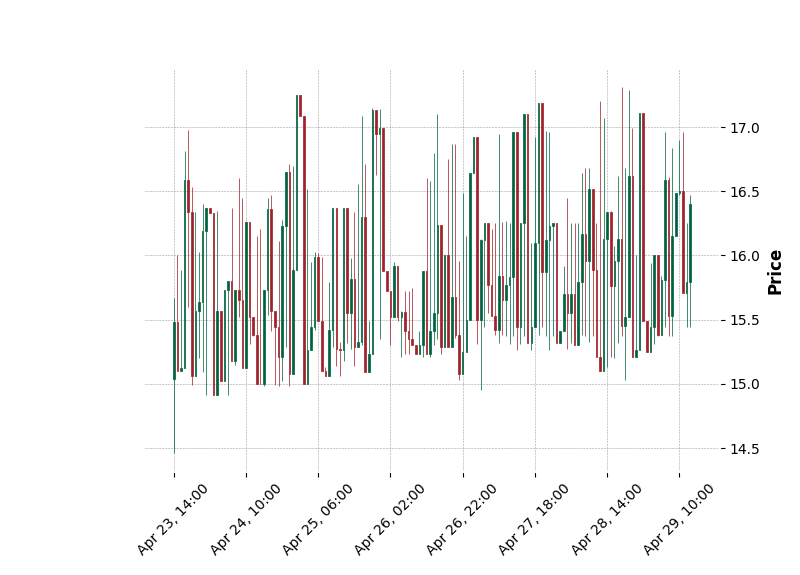 17.0
16.5
16.0
15.5
15.0
14.5
Price
Apr 23, 14:00
Apr 24, 10:00
Apr 25, 06:00
Apr 26, 02:00
Apr 26, 22:00
Apr 27, 18:00
Apr 28, 14:00
Apr 29, 10:00